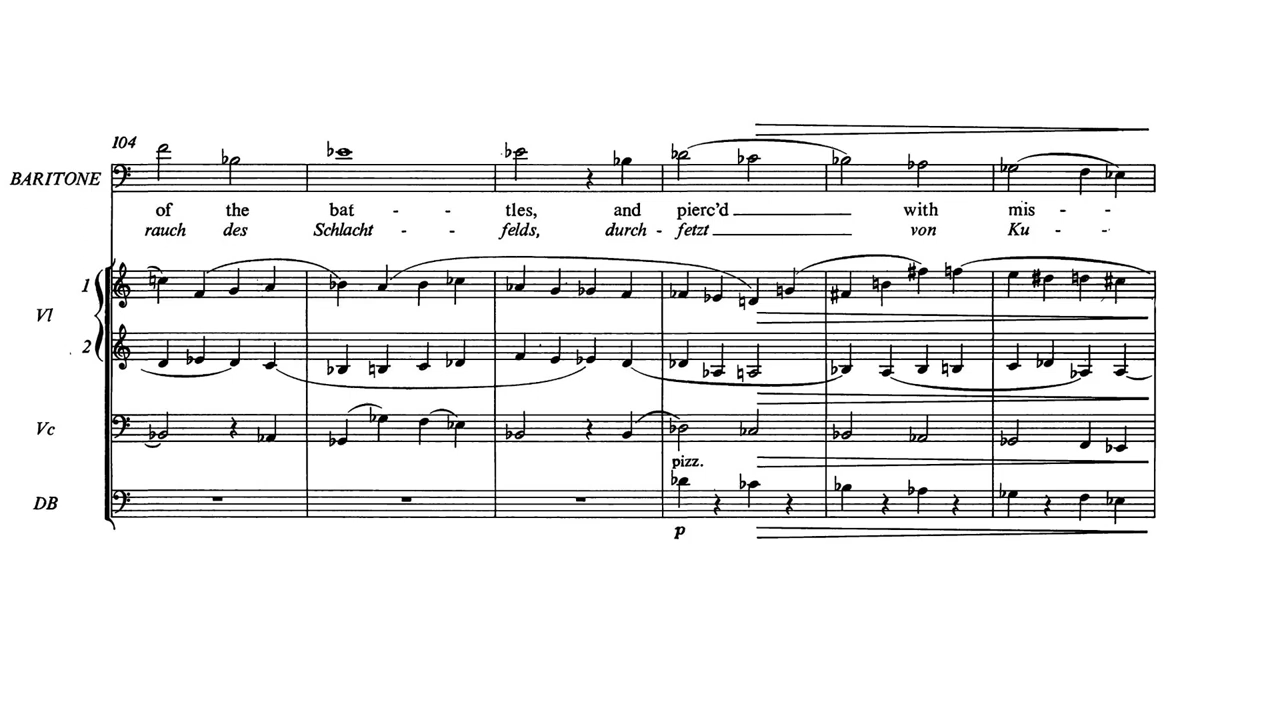 104
BARITONE
of the bat - - tles, and pierc'd with mis - -
rauch des Schlacht - - felds, durch - fetzt von Ku - -
1
Vl
2
Vc
pizz.
DB
p